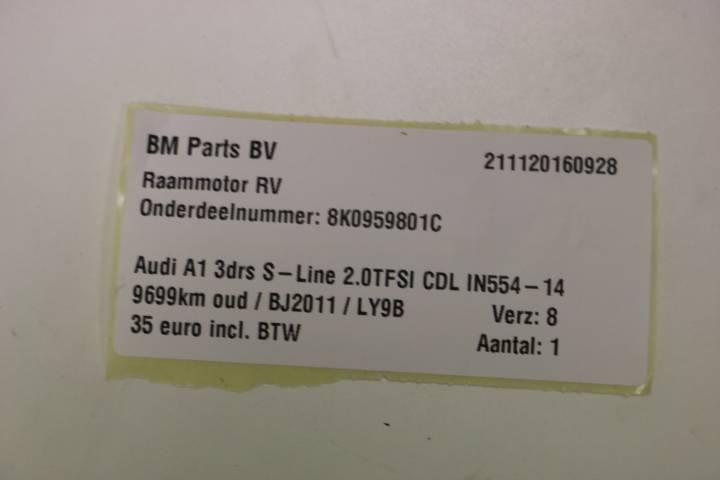 BM Parts BV 211120160928
Raammotor RV
Onderdeelnummer: 8K0959801C
Audi A1 3drs S-Line 2.0TFSI CDL IN554-14
9699km oud / BJ2011 / LY9B Verz: 8
35 euro incl. BTW Aantal: 1